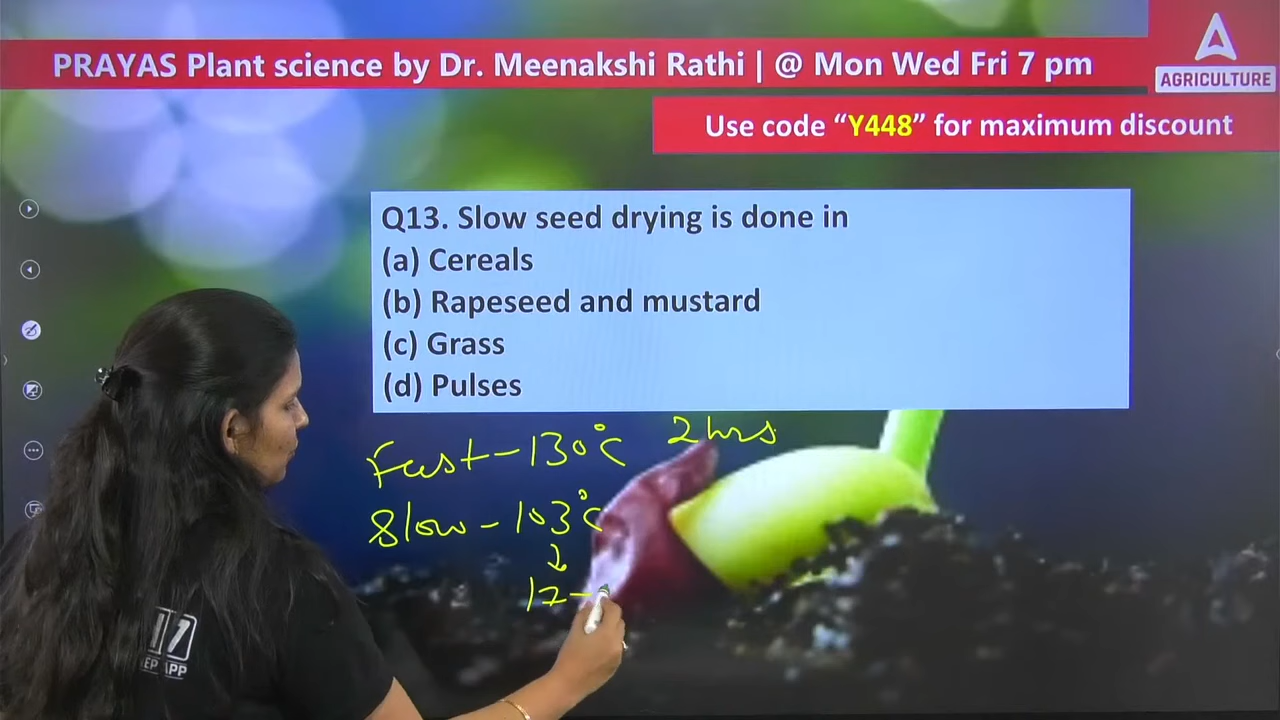 PRAYAS Plant science by Dr. Meenakshi Rathi | @ Mon Wed Fri 7 pm
AGRICULTURE
Use code “Y448” for maximum discount
Q13. Slow seed drying is done in
(a) Cereals
(b) Rapeseed and mustard
(c) Grass
(d) Pulses
Fast - 130°C 2 hrs
Slow - 103°C
↓
17 -
17
APP